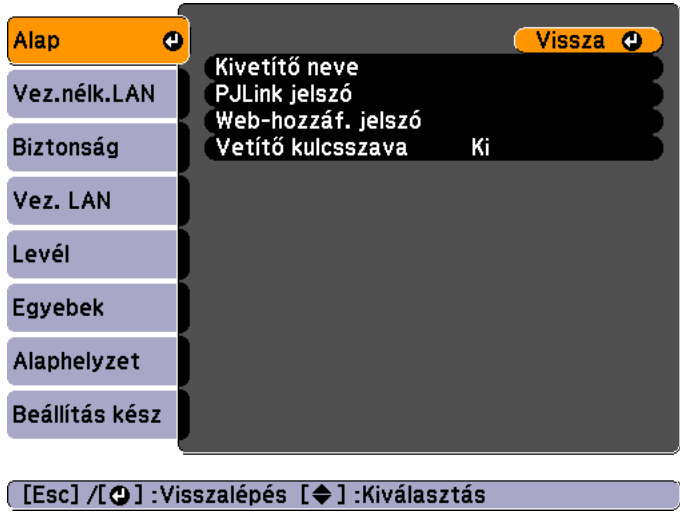 Alap
Vissza
Kivetítő neve
PJLink jelszó
Web-hozzáf. jelszó
Vetítő kulcsszava Ki
Vez.nélk.LAN
Biztonság
Vez. LAN
Levél
Egyebek
Alaphelyzet
Beállítás kész
[Esc] /[⏎] :Visszalépés [◆] :Kiválasztás